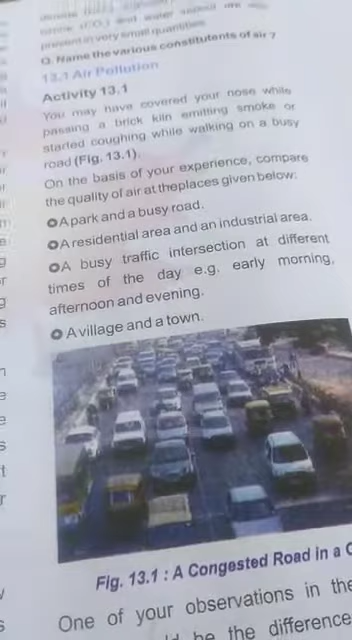 present in very small quantities.
Q. Name the various constitutents of air ?
13.1 Air Pollution
Activity 13.1
You may have covered your nose while
passing a brick kiln emitting smoke or
started coughing while walking on a busy
road (Fig. 13.1).
On the basis of your experience, compare
the quality of air at theplaces given below:
A park and a busy road.
A residential area and an industrial area.
A busy traffic intersection at different
times of the day e.g. early morning,
afternoon and evening.
A village and a town.
Fig. 13.1 : A Congested Road in a C
One of your observations in the
be the difference